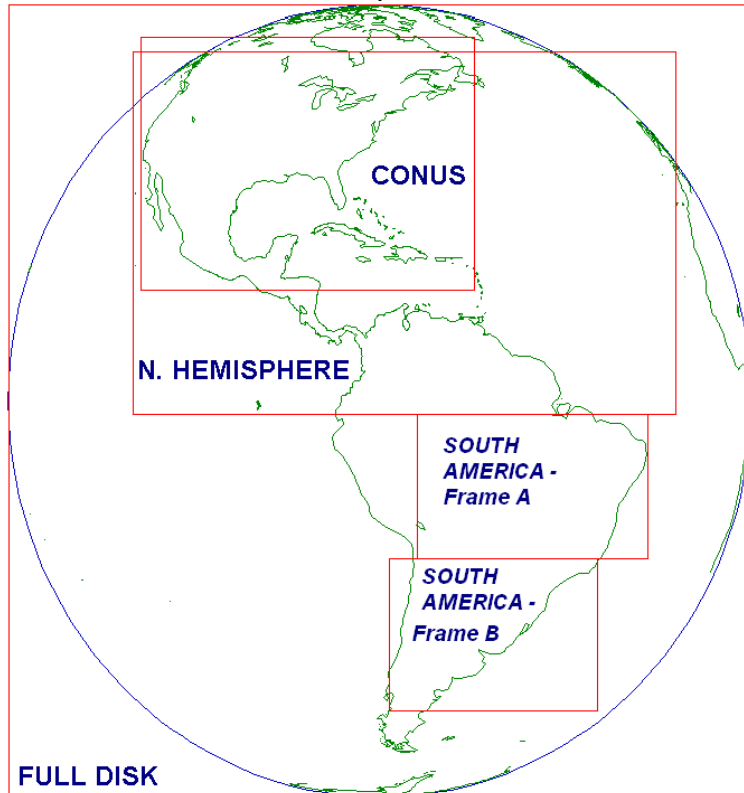 CONUS
N. HEMISPHERE
SOUTH
AMERICA -
Frame A
SOUTH
AMERICA -
Frame B
FULL DISK